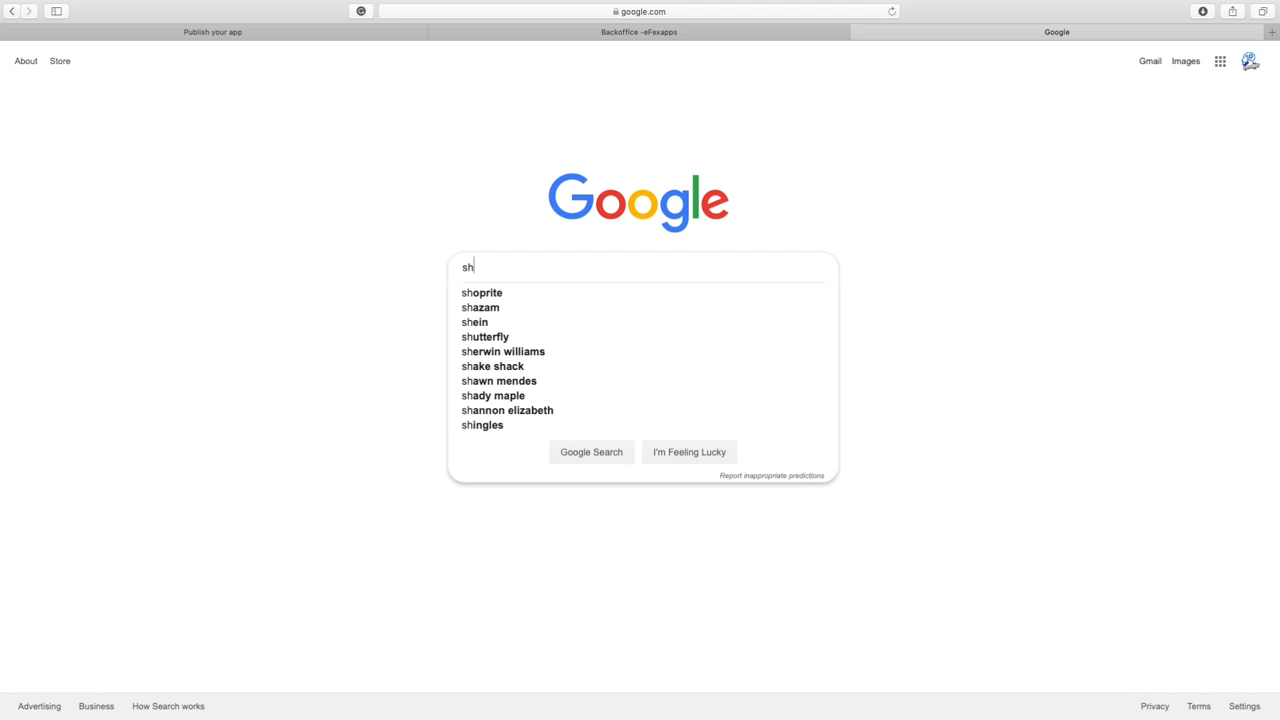 google.com
Publish your app
Backoffice -eFexapps
Google
About
Store
Gmail
Images
Google
sh
shoprite
shazam
shein
shutterfly
sherwin williams
shake shack
shawn mendes
shady maple
shannon elizabeth
shingles
Google Search
I'm Feeling Lucky
Report inappropriate predictions
Advertising
Business
How Search works
Privacy
Terms
Settings